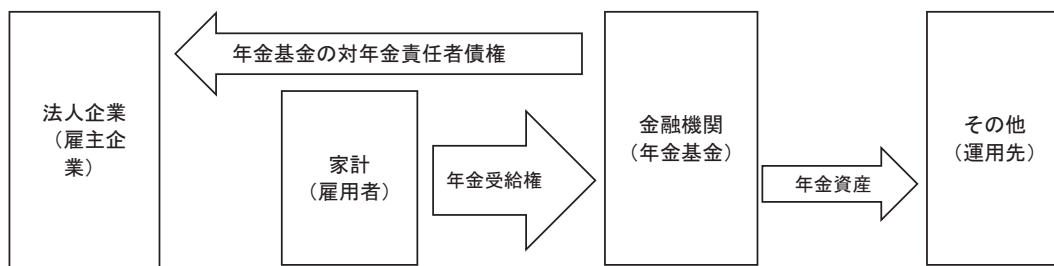 年金基金の対年金責任者債権
法人企業
（雇主企
業）
家計
（雇用者）
年金受給権
金融機関
（年金基金）
年金資産
その他
（運用先）